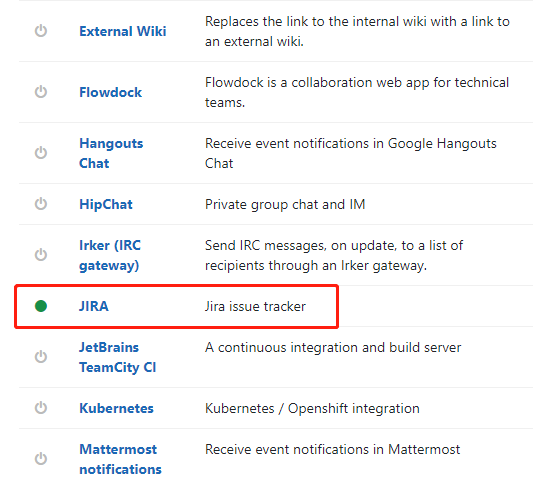 External Wiki
Replaces the link to the internal wiki with a link
to an external wiki.
Flowdock
Flowdock is a collaboration web app for technical
teams.
Hangouts
Chat
Receive event notifications in Google Hangouts
Chat
HipChat
Private group chat and IM
Irker (IRC
gateway)
Send IRC messages, on update, to a list of
recipients through an Irker gateway.
JIRA
Jira issue tracker
JetBrains
TeamCity CI
A continuous integration and build server
Kubernetes
Kubernetes / Openshift integration
Mattermost
notifications
Receive event notifications in Mattermost